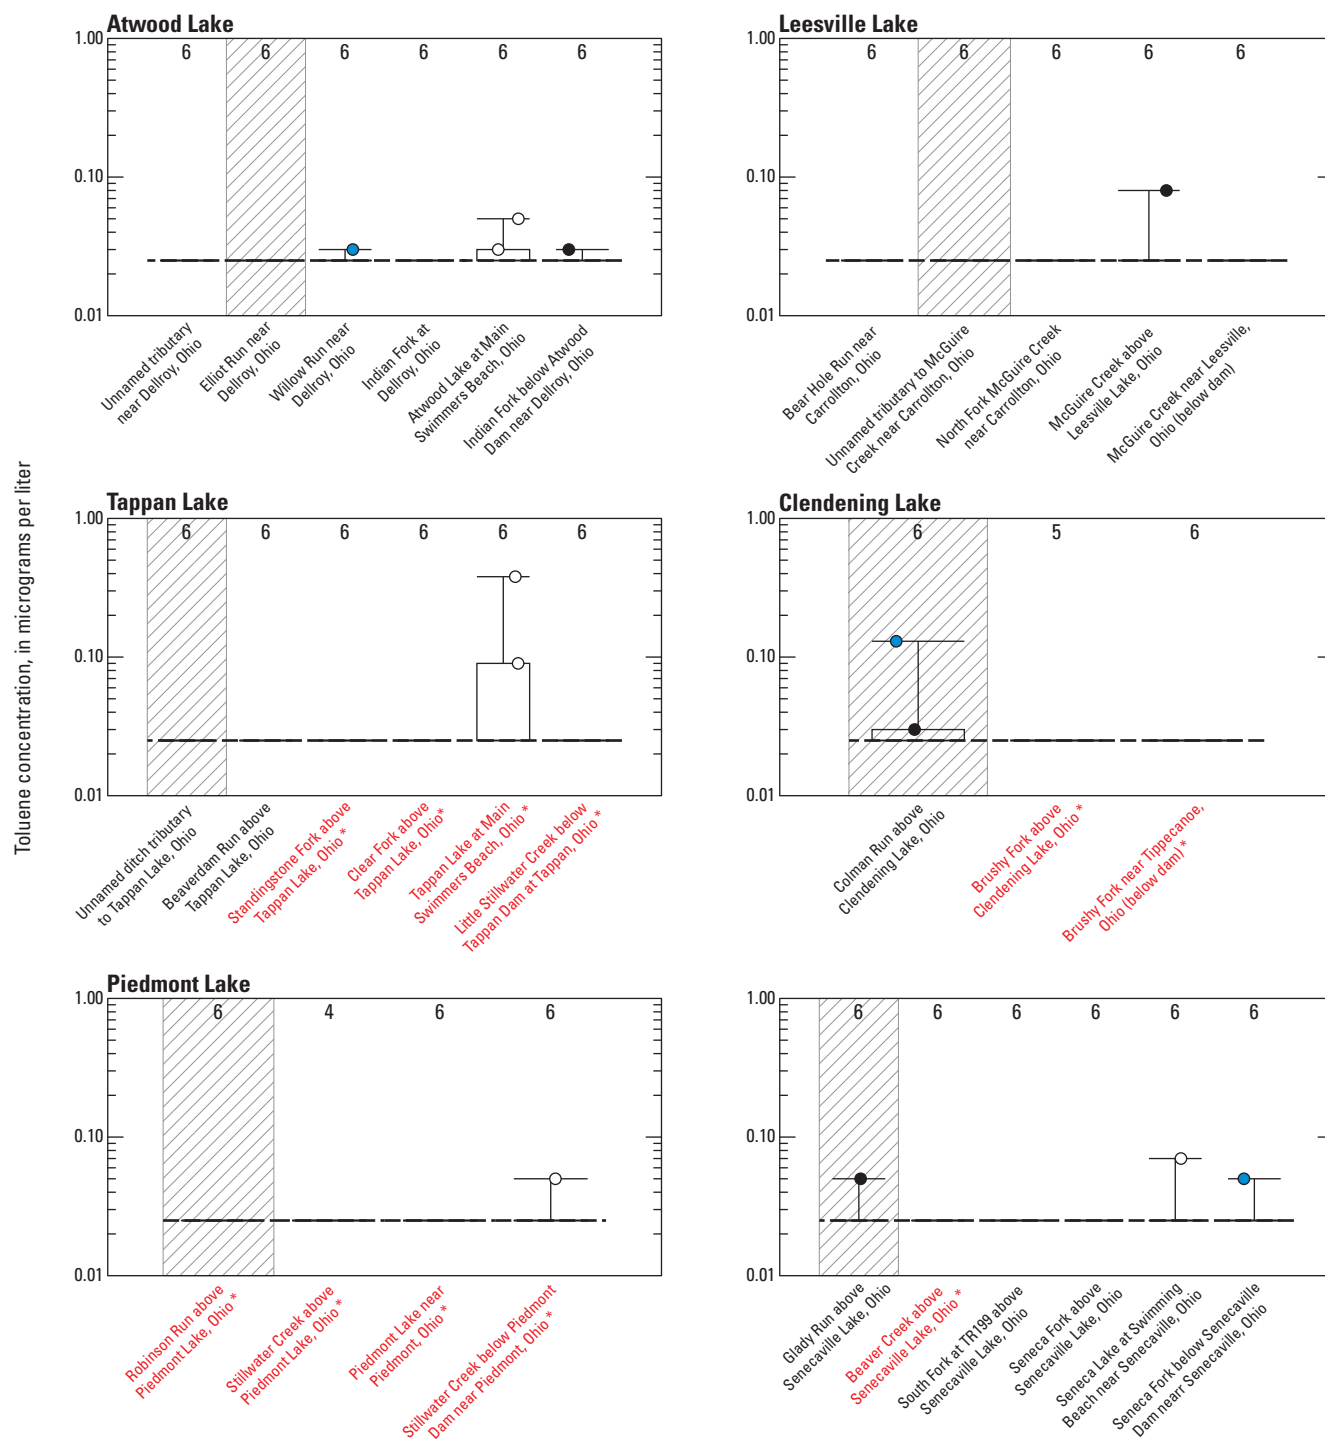 Toluene concentration, in micrograms per liter
Atwood Lake
1.00
0.10
0.01
6 6 6 6 6 6
Unnamed tributary
near Dellroy, Ohio
Elliot Run near
Dellroy, Ohio
Willow Run near
Dellroy, Ohio
Indian Fork at
Dellroy, Ohio
Atwood Lake at Main
Swimmers Beach, Ohio
Indian Fork below Atwood
Dam near Dellroy, Ohio
Leesville Lake
1.00
0.10
0.01
6 6 6 6 6
Bear Hole Run near
Carrollton, Ohio
Unnamed tributary to McGuire
Creek near Carrollton, Ohio
North Fork McGuire Creek
near Carrollton, Ohio
McGuire Creek above
Leesville Lake, Ohio
McGuire Creek near Leesville,
Ohio (below dam)
Tappan Lake
1.00
0.10
0.01
6 6 6 6 6 6
Unnamed ditch tributary
to Tappan Lake, Ohio
Beaverdam Run above
Tappan Lake, Ohio
Standingstone Fork above
Tappan Lake, Ohio *
Clear Fork above
Tappan Lake, Ohio*
Tappan Lake at Main
Swimmers Beach, Ohio *
Little Stillwater Creek below
Tappan Dam at Tappan, Ohio *
Clendening Lake
1.00
0.10
0.01
6 5 6
Colman Run above
Clendening Lake, Ohio
Brushy Fork above
Clendening Lake, Ohio *
Brushy Fork near Tippecanoe,
Ohio (below dam) *
Piedmont Lake
1.00
0.10
0.01
6 4 6 6
Robinson Run above
Piedmont Lake, Ohio *
Stillwater Creek above
Piedmont Lake, Ohio *
Piedmont Lake near
Piedmont, Ohio *
Stillwater Creek below Piedmont
Dam near Piedmont, Ohio *
1.00
0.10
0.01
6 6 6 6 6 6
Glady Run above
Senecaville Lake, Ohio
Beaver Creek above
Senecaville Lake, Ohio *
South Fork at TR199 above
Senecaville Lake, Ohio
Seneca Fork above
Senecaville Lake, Ohio
Seneca Lake at Swimming
Beach near Senecaville, Ohio
Seneca Fork below Senecaville
Dam nearr Senecaville, Ohio